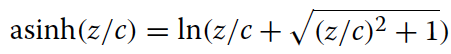 asinh(z/c) = ln(z/c + √(z/c)² + 1)